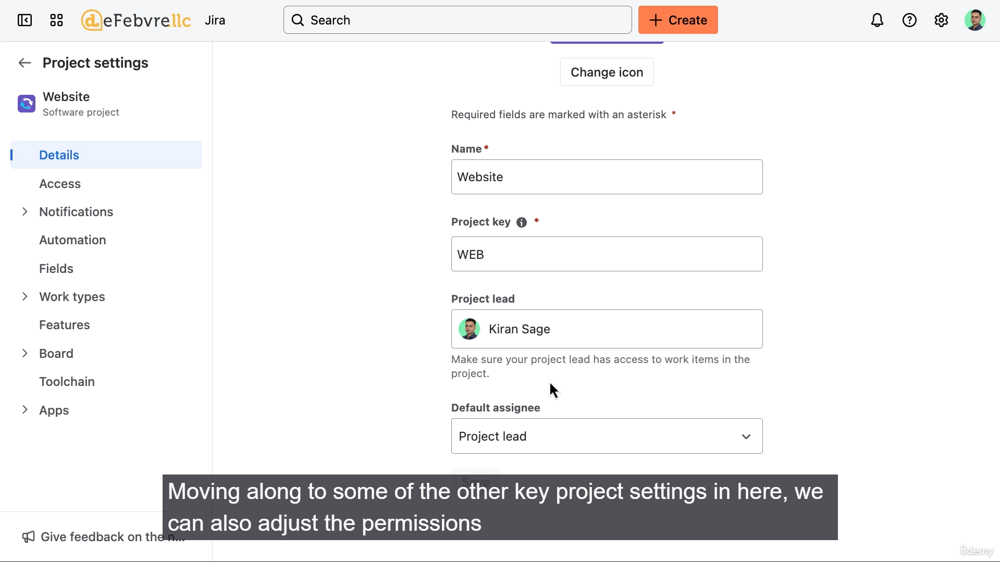 deFebvre.llc Jira
Search
Create
Project settings
Website
Software project
Details
Access
Notifications
Automation
Fields
Work types
Features
Board
Toolchain
Apps
Give feedback on the n...
Change icon
Required fields are marked with an asterisk *
Name *
Website
Project key *
WEB
Project lead
Kiran Sage
Make sure your project lead has access to work items in the
project.
Default assignee
Project lead
Save
Moving along to some of the other key project settings in here, we
can also adjust the permissions
ûdemy